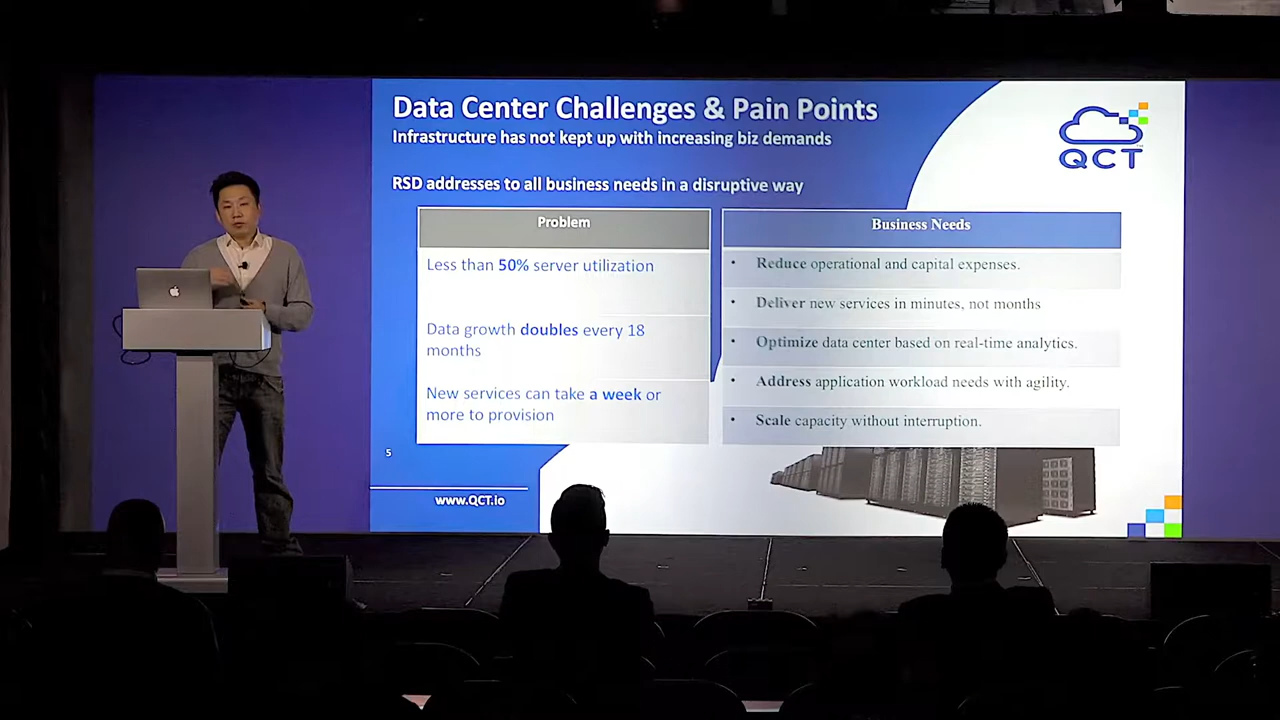 Data Center Challenges & Pain Points
Infrastructure has not kept up with increasing biz demands
QCT
RSD addresses to all business needs in a disruptive way
Problem
Less than 50% server utilization
Data growth doubles every 18
months
New services can take a week or
more to provision
Business Needs
• Reduce operational and capital expenses.
• Deliver new services in minutes, not months
• Optimize data center based on real-time analytics.
• Address application workload needs with agility.
• Scale capacity without interruption.
5
www.QCT.io